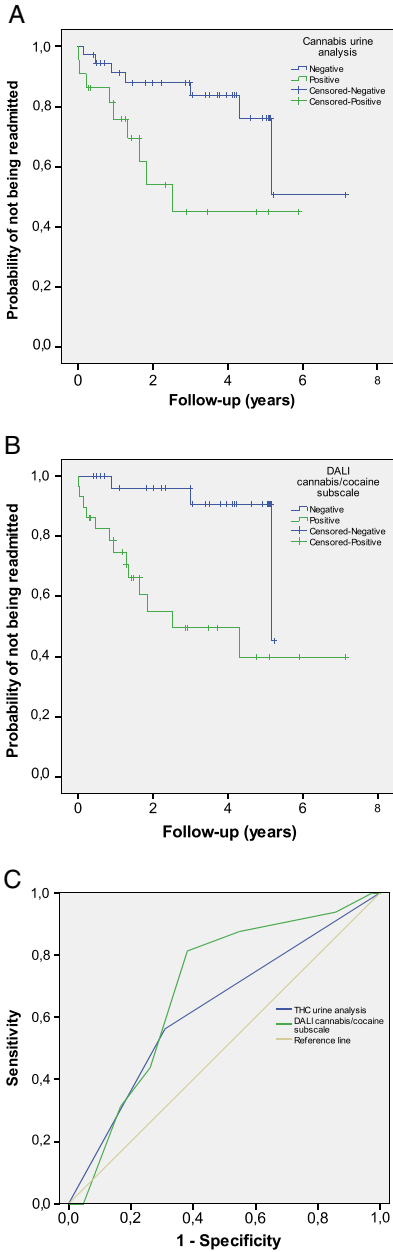 A
Cannabis urine
analysis
Negative
Positive
Censored-Negative
Censored-Positive
Probability of not being readmitted
1,0
0,8
0,6
0,4
0,2
0,0
0 2 4 6 8
Follow-up (years)
B
DALI
cannabis/cocaine
subscale
Negative
Positive
Censored-Negative
Censored-Positive
Probability of not being readmitted
1,0
0,8
0,6
0,4
0,2
0,0
0 2 4 6 8
Follow-up (years)
C
THC urine analysis
DALI cannabis/cocaine
subscale
Reference line
Sensitivity
1,0
0,8
0,6
0,4
0,2
0,0
0,0 0,2 0,4 0,6 0,8 1,0
1 - Specificity